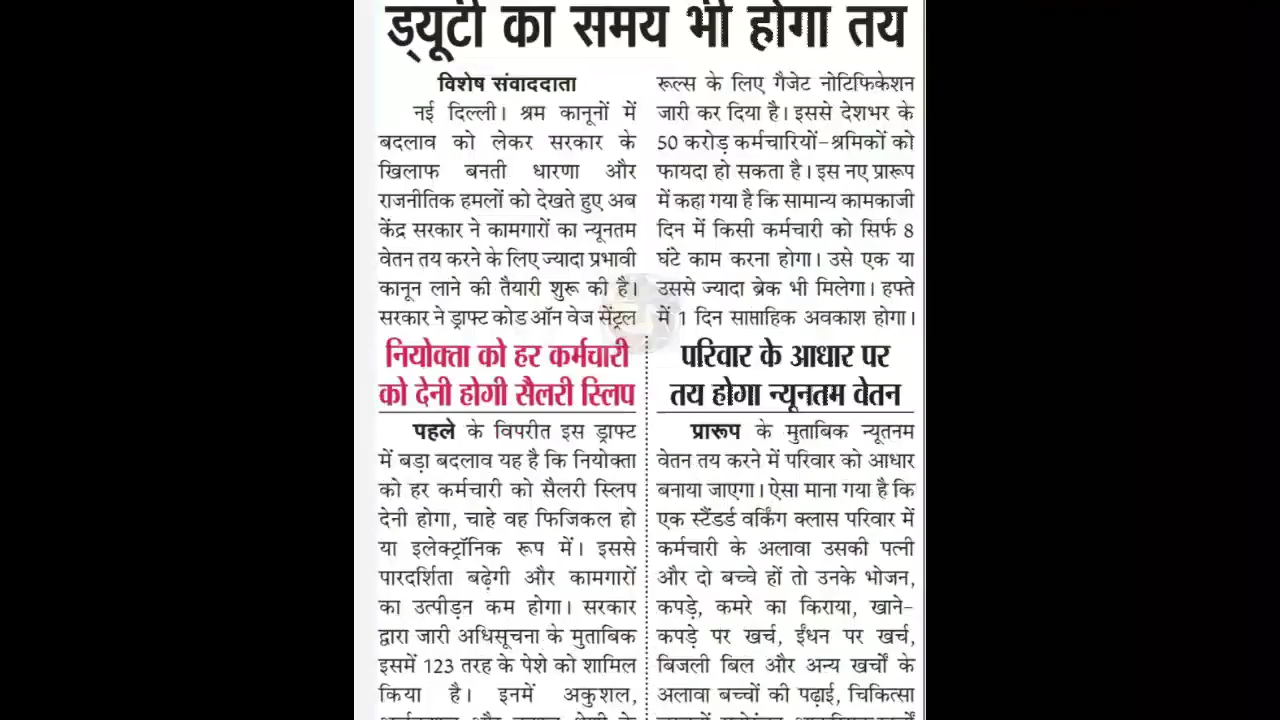 ड्यूटी का समय भी होगा तय
विशेष संवाददाता
नई दिल्ली। श्रम कानूनों में
बदलाव को लेकर सरकार के
खिलाफ बनती धारणा और
राजनीतिक हमलों को देखते हुए अब
केंद्र सरकार ने कामगारों का न्यूनतम
वेतन तय करने के लिए ज्यादा प्रभावी
कानून लाने की तैयारी शुरू की है।
सरकार ने ड्राफ्ट कोड ऑन वेज सेंट्रल
रूल्स के लिए गैजेट नोटिफिकेशन
जारी कर दिया है। इससे देशभर के
50 करोड़ कर्मचारियों-श्रमिकों को
फायदा हो सकता है। इस नए प्रारूप
में कहा गया है कि सामान्य कामकाजी
दिन में किसी कर्मचारी को सिर्फ 8
घंटे काम करना होगा। उसे एक या
उससे ज्यादा ब्रेक भी मिलेगा। हफ्ते
में 1 दिन साप्ताहिक अवकाश होगा।
नियोक्ता को हर कर्मचारी
को देनी होगी सैलरी स्लिप
पहले के विपरीत इस ड्राफ्ट
में बड़ा बदलाव यह है कि नियोक्ता
को हर कर्मचारी को सैलरी स्लिप
देनी होगा, चाहे वह फिजिकल हो
या इलेक्ट्रॉनिक रूप में। इससे
पारदर्शिता बढ़ेगी और कामगारों
का उत्पीड़न कम होगा। सरकार
द्वारा जारी अधिसूचना के मुताबिक
इसमें 123 तरह के पेशे को शामिल
किया है। इनमें अकुशल,
परिवार के आधार पर
तय होगा न्यूनतम वेतन
प्रारूप के मुताबिक न्यूतनम
वेतन तय करने में परिवार को आधार
बनाया जाएगा। ऐसा माना गया है कि
एक स्टैंडर्ड वर्किंग क्लास परिवार में
कर्मचारी के अलावा उसकी पत्नी
और दो बच्चे हों तो उनके भोजन,
कपड़े, कमरे का किराया, खाने-
कपड़े पर खर्च, ईंधन पर खर्च,
बिजली बिल और अन्य खर्चों के
अलावा बच्चों की पढ़ाई, चिकित्सा